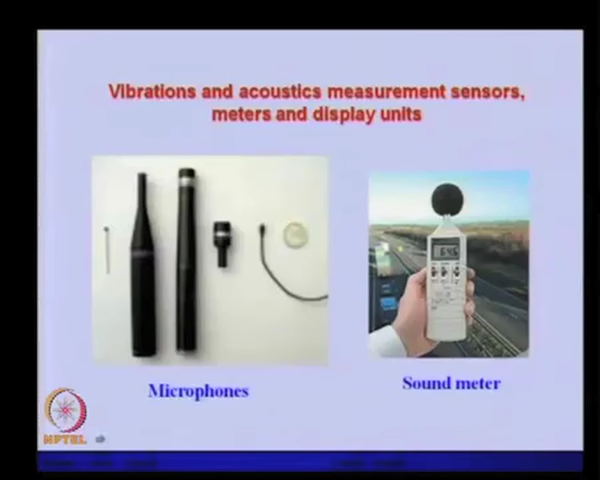 Vibrations and acoustics measurement sensors,
meters and display units
Microphones
Sound meter
NPTEL